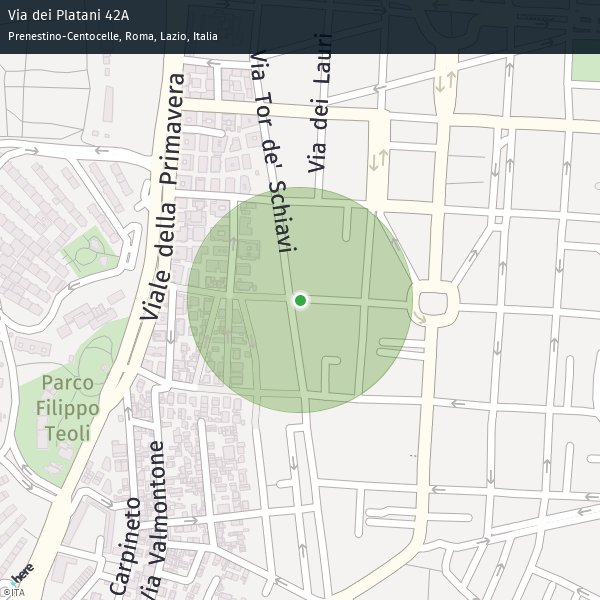 Via dei Platani 42A
Prenestino-Centocelle, Roma, Lazio, Italia
Via Tor de' Schiavi
Via dei Lauri
Viale della Primavera
Parco
Filippo
Teoli
Carpineto
Via Valmontone
here
©ITA